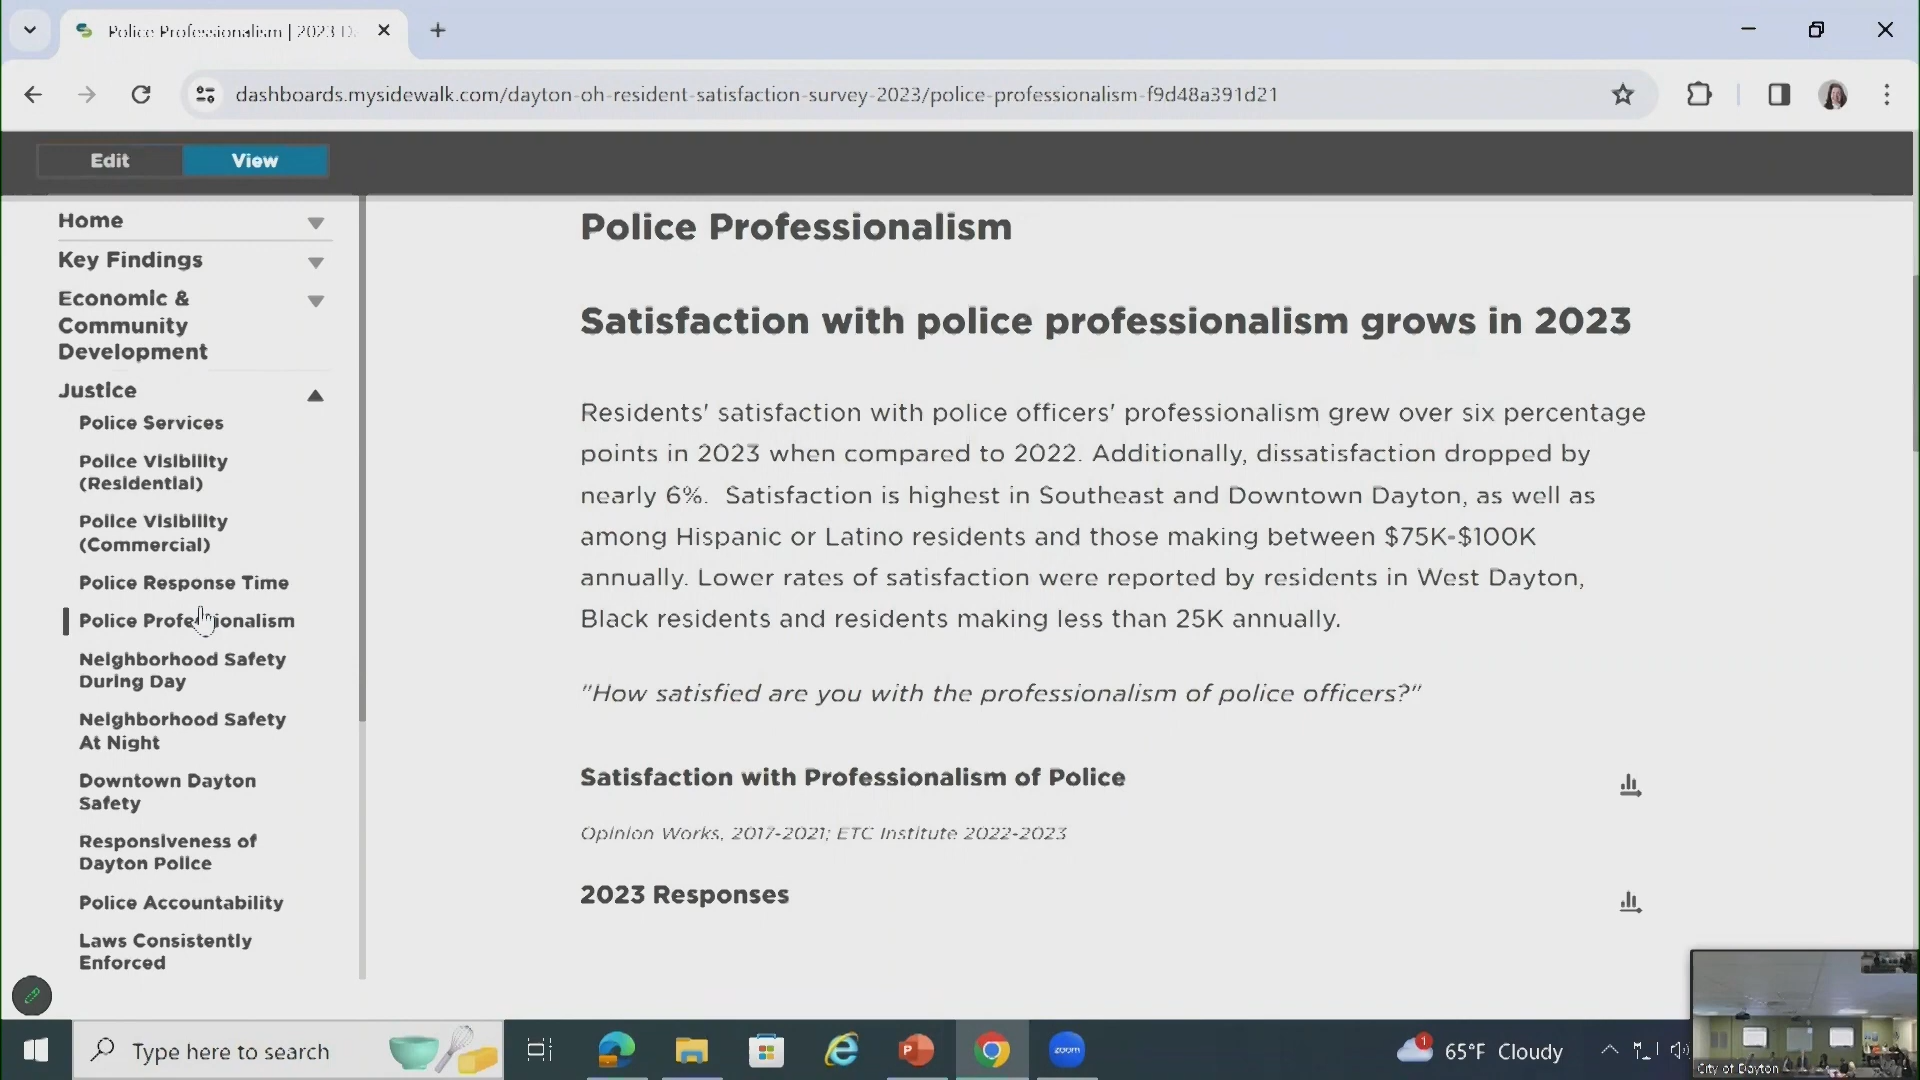 Police Professionalism | 2023 D
dashboards.mysidewalk.com/dayton-oh-resident-satisfaction-survey-2023/police-professionalism-f9d48a391d21
Edit
View
Home
Key Findings
Economic &
Community
Development
Justice
Police Services
Police Visibility
(Residential)
Police Visibility
(Commercial)
Police Response Time
Police Professionalism
Neighborhood Safety
During Day
Neighborhood Safety
At Night
Downtown Dayton
Safety
Responsiveness of
Dayton Police
Police Accountability
Laws Consistently
Enforced
Police Professionalism
Satisfaction with police professionalism grows in 2023
Residents' satisfaction with police officers' professionalism grew over six percentage
points in 2023 when compared to 2022. Additionally, dissatisfaction dropped by
nearly 6%. Satisfaction is highest in Southeast and Downtown Dayton, as well as
among Hispanic or Latino residents and those making between $75K-$100K
annually. Lower rates of satisfaction were reported by residents in West Dayton,
Black residents and residents making less than 25K annually.
"How satisfied are you with the professionalism of police officers?"
Satisfaction with Professionalism of Police
Opinion Works, 2017-2021; ETC Institute 2022-2023
2023 Responses
Type here to search
P
zoom
1
65°F Cloudy
City of Dayton